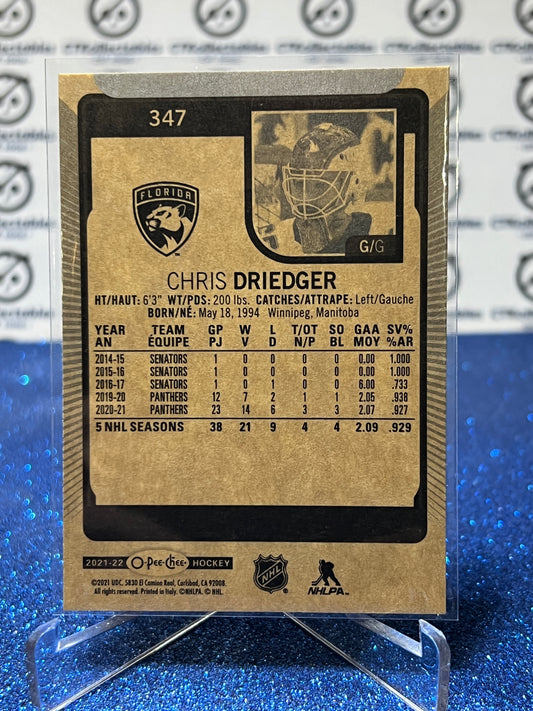 347
FLORIDA
G/G
CHRIS DRIEDGER
HT/HAUT: 6'3" WT/PDS: 200 lbs. CATCHES/ATTRAPE: Left/Gauche
BORN/NÉ: May 18, 1994 Winnipeg, Manitoba
YEAR TEAM GP W L T/OT SO GAA SV%
AN ÉQUIPE PJ V D N/P BL MOY %AR
2014-15 SENATORS 1 0 0 0 0 0.00 1.000
2015-16 SENATORS 1 0 0 0 0 0.00 1.000
2016-17 SENATORS 1 0 1 0 0 6.00 .733
2019-20 PANTHERS 12 7 2 1 1 2.05 .938
2020-21 PANTHERS 23 14 6 3 3 2.07 .927
5 NHL SEASONS 38 21 9 4 4 2.09 .929
2021-22 O-Pee-Chee HOCKEY
©2021 UDC. 5830 El Camino Real, Carlsbad, CA 92008.
All rights reserved. Printed in Italy. ©NHLPA. © NHL.
NHL
NHLPA